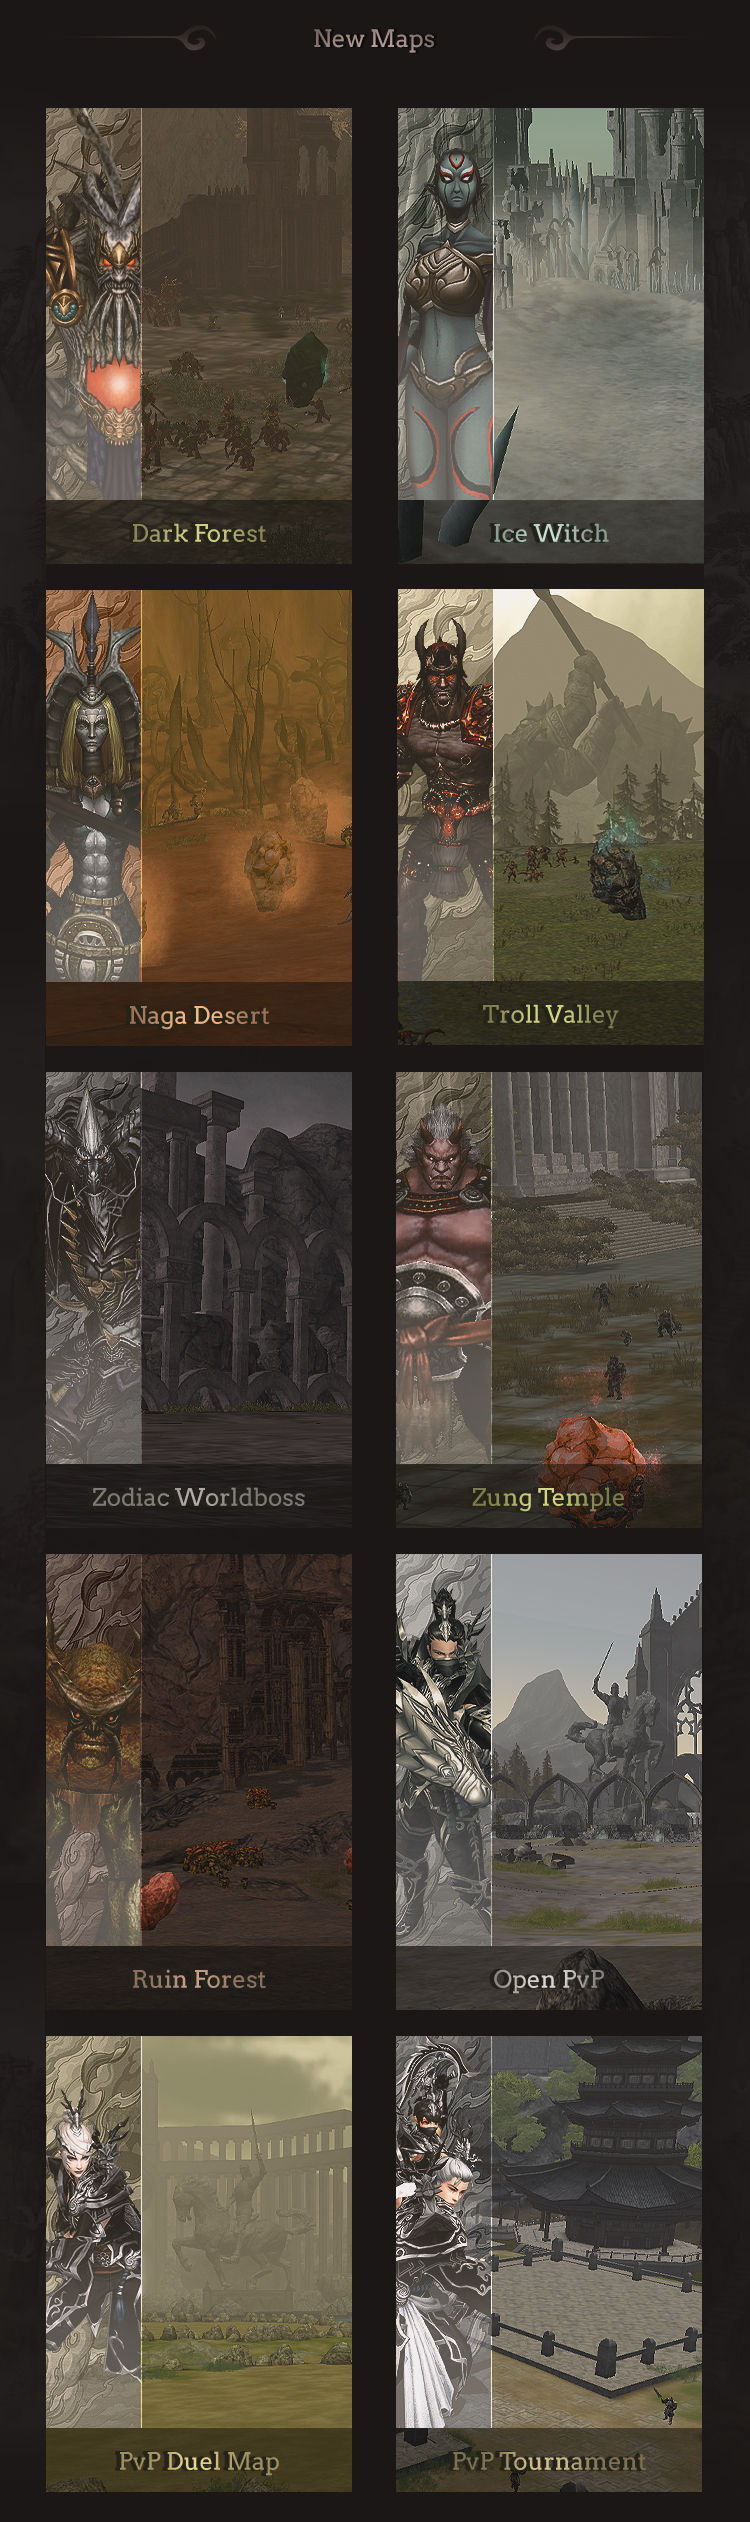 New Maps
Dark Forest
Ice Witch
Naga Desert
Troll Valley
Zodiac Worldboss
Zung Temple
Ruin Forest
Open PvP
PvP Duel Map
PvP Tournament